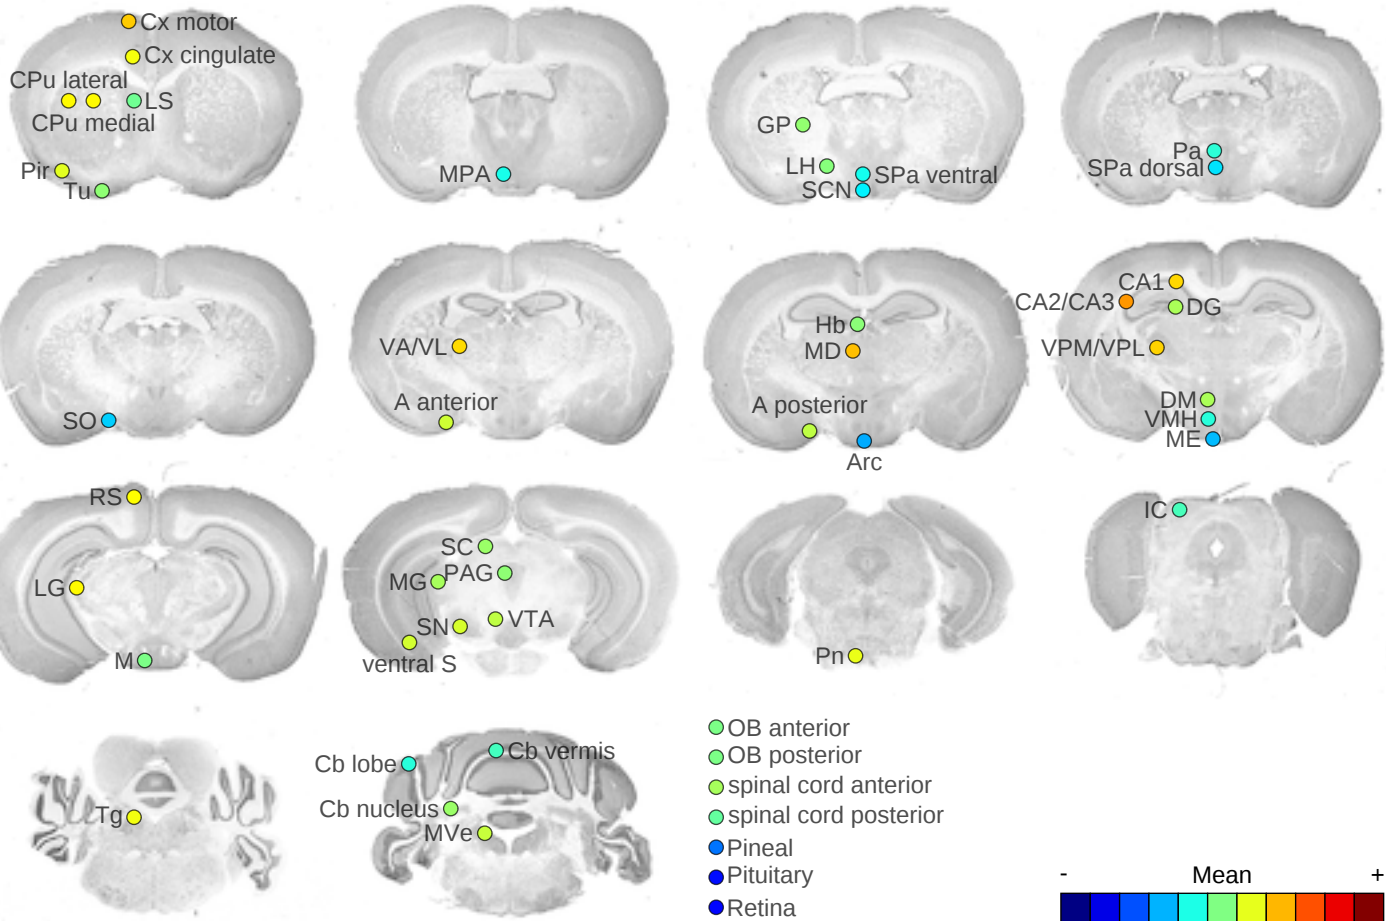 Cx motor
Cx cingulate
CPu lateral
LS
CPu medial
Pir
Tu
MPA
GP
LH
SPa ventral
SCN
Pa
SPa dorsal
SO
VA/VL
A anterior
Hb
MD
A posterior
Arc
CA1
CA2/CA3
DG
VPM/VPL
DM
VMH
ME
RS
LG
M
SC
PAG
MG
VTA
SN
ventral S
Pn
IC
Tg
Cb vermis
Cb lobe
Cb nucleus
MVe
OB anterior
OB posterior
spinal cord anterior
spinal cord posterior
Pineal
Pituitary
Retina
- Mean +